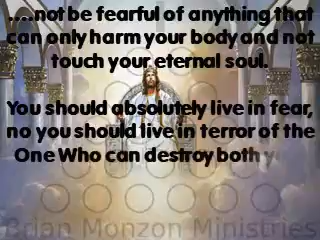 ....not be fearful of anything that
can only harm your body and not
touch your eternal soul.
You should absolutely live in fear,
no you should live in terror of the
One Who can destroy both
Brian Monzon Ministries